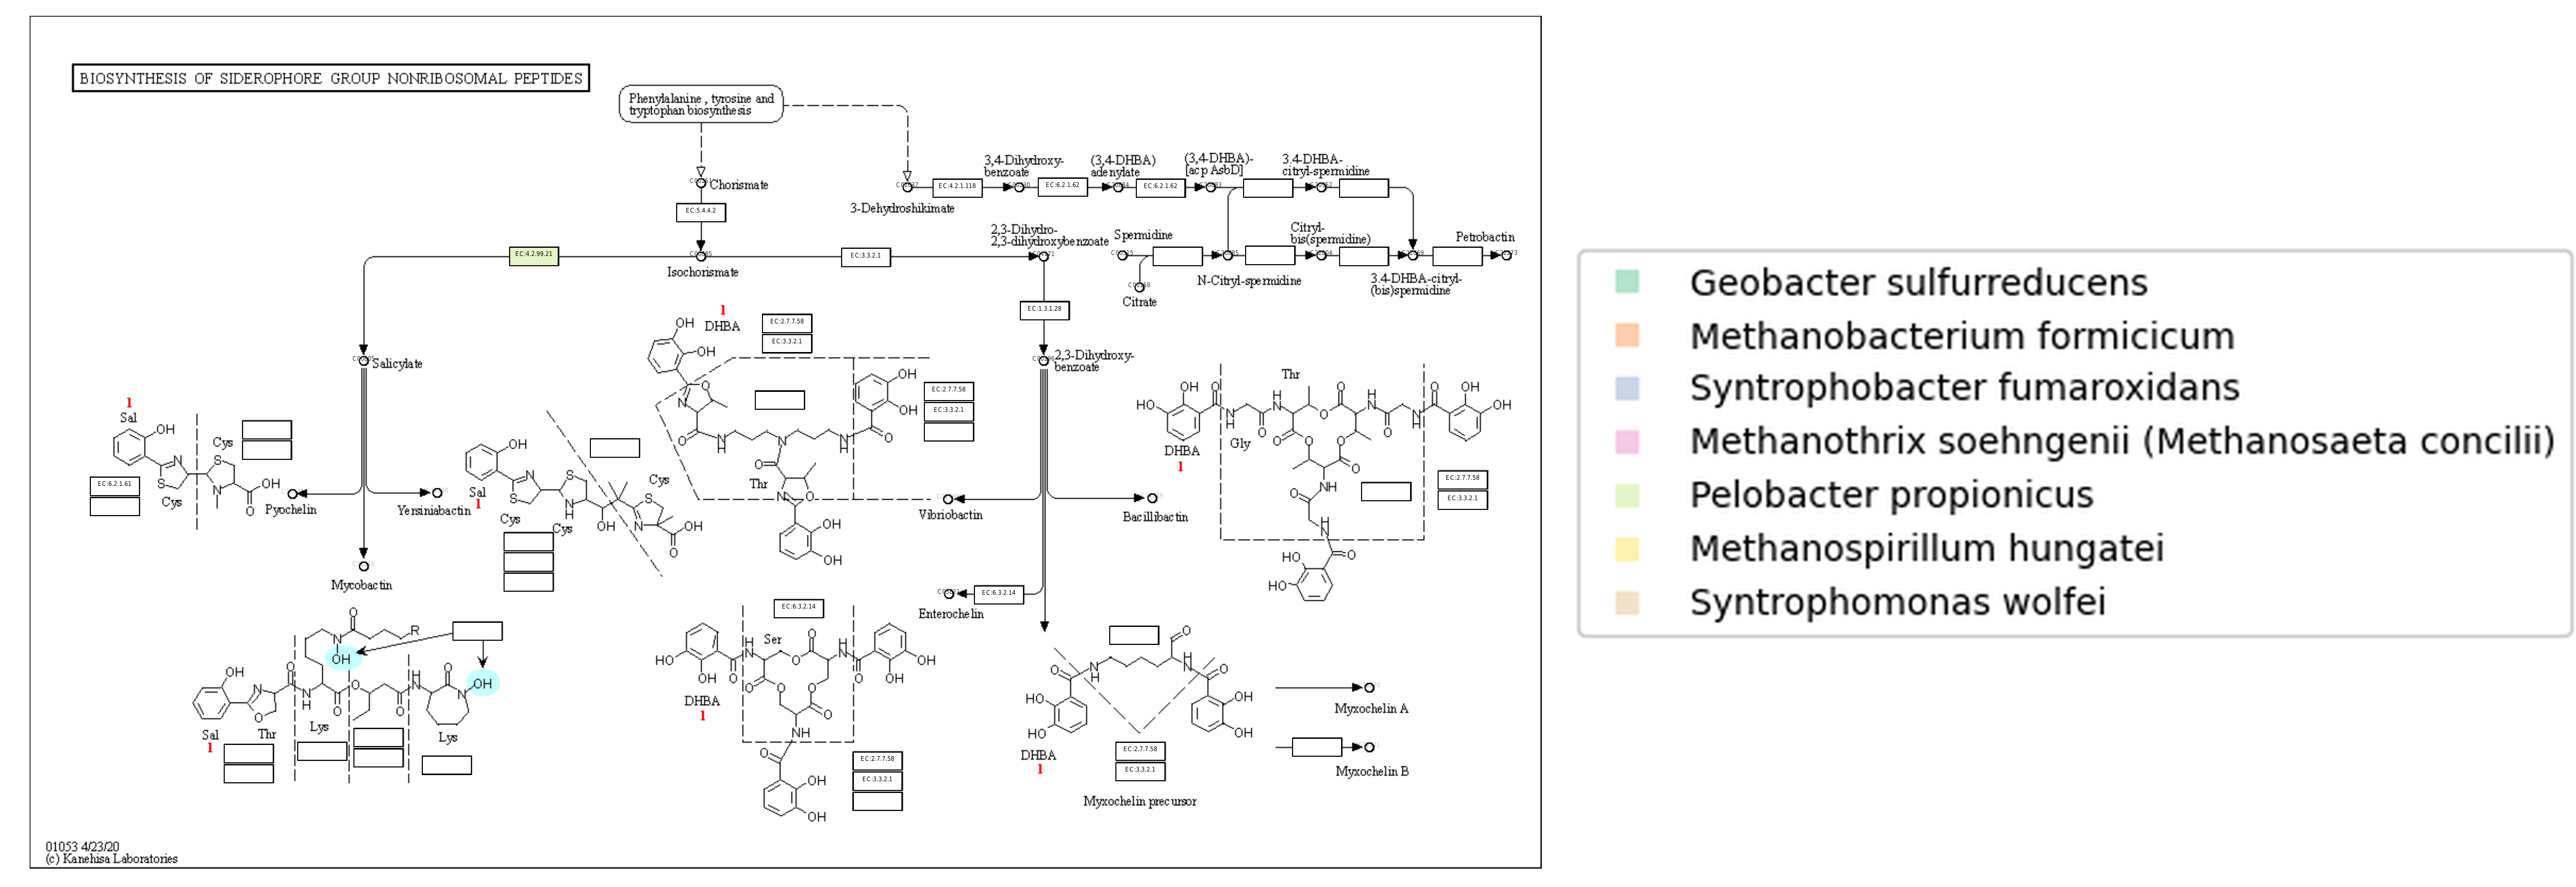 BIOSYNTHESIS OF SIDEROPHORE GROUP NONRIBOSOMAL PEPTIDES
Phenylalanine, tyrosine and
tryptophan biosynthesis
Chorismate
EC:5.4.4.2
3-Dehydroshikimate
EC:4.2.1.118
3,4-Dihydroxy-
benzoate
EC:6.2.1.62
(3,4-DHBA)
adenylate
EC:6.2.1.62
(3,4-DHBA)-
[acp AsbD]
3.4-DHBA-
citryl-spermidine
EC:4.2.99.21
Isochorismate
EC:3.3.2.1
2,3-Dihydro-
2,3-dihydroxybenzoate
Spermidine
Citrate
N-Citryl-spermidine
Citryl-
bis(spermidine)
3.4-DHBA-citryl-
(bis)spermidine
Petrobactin
EC:1.3.1.28
Salicylate
2,3-Dihydroxy-
benzoate
1
Sal
OH
Cys
N
S
Cys
S
N
OH
O
EC:6.2.1.61
Pyochelin
Yersiniabactin
Mycobactin
OH
Sal
1
N
S
Cys
S
N
H
Cys
OH
Cys
S
N
OH
O
1
DHBA
OH
OH
EC:2.7.7.58
EC:3.3.2.1
O
N
O
N
H
N
N
H
O
OH
OH
EC:2.7.7.58
EC:3.3.2.1
O
Thr
N
O
OH
OH
Vibriobactin
Bacillibactin
Thr
OH
HO
O
DHBA
1
N
H
Gly
O
H
N
O
O
O
O
O
O
H
N
O
N
H
O
OH
OH
NH
O
H
N
O
HO
HO
EC:2.7.7.58
EC:3.3.2.1
Enterochelin
EC:6.3.2.14
O
N
R
OH
OH
OH
N
O
O
N
H
O
O
O
H
N
O
N
OH
Sal
1
Thr
Lys
Lys
EC:6.3.2.14
Ser
HO
OH
DHBA
1
O
H
N
O
O
O
O
O
O
H
N
O
OH
OH
NH
O
OH
OH
EC:2.7.7.58
EC:3.3.2.1
O
O
N
H
H
N
O
HO
HO
OH
OH
DHBA
1
EC:2.7.7.58
EC:3.3.2.1
Myxochelin precursor
Myxochelin A
Myxochelin B
01053 4/23/20
(c) Kanehisa Laboratories
Geobacter sulfurreducens
Methanobacterium formicicum
Syntrophobacter fumaroxidans
Methanothrix soehngenii (Methanosaeta concilii)
Pelobacter propionicus
Methanospirillum hungatei
Syntrophomonas wolfei